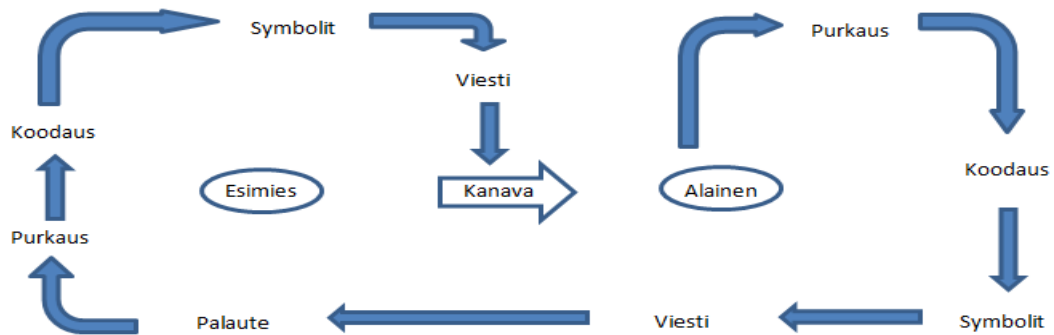 Symbolit
Purkaus
Viesti
Koodaus
Koodaus
Esimies
Kanava
Alainen
Purkaus
Palaute
Viesti
Symbolit